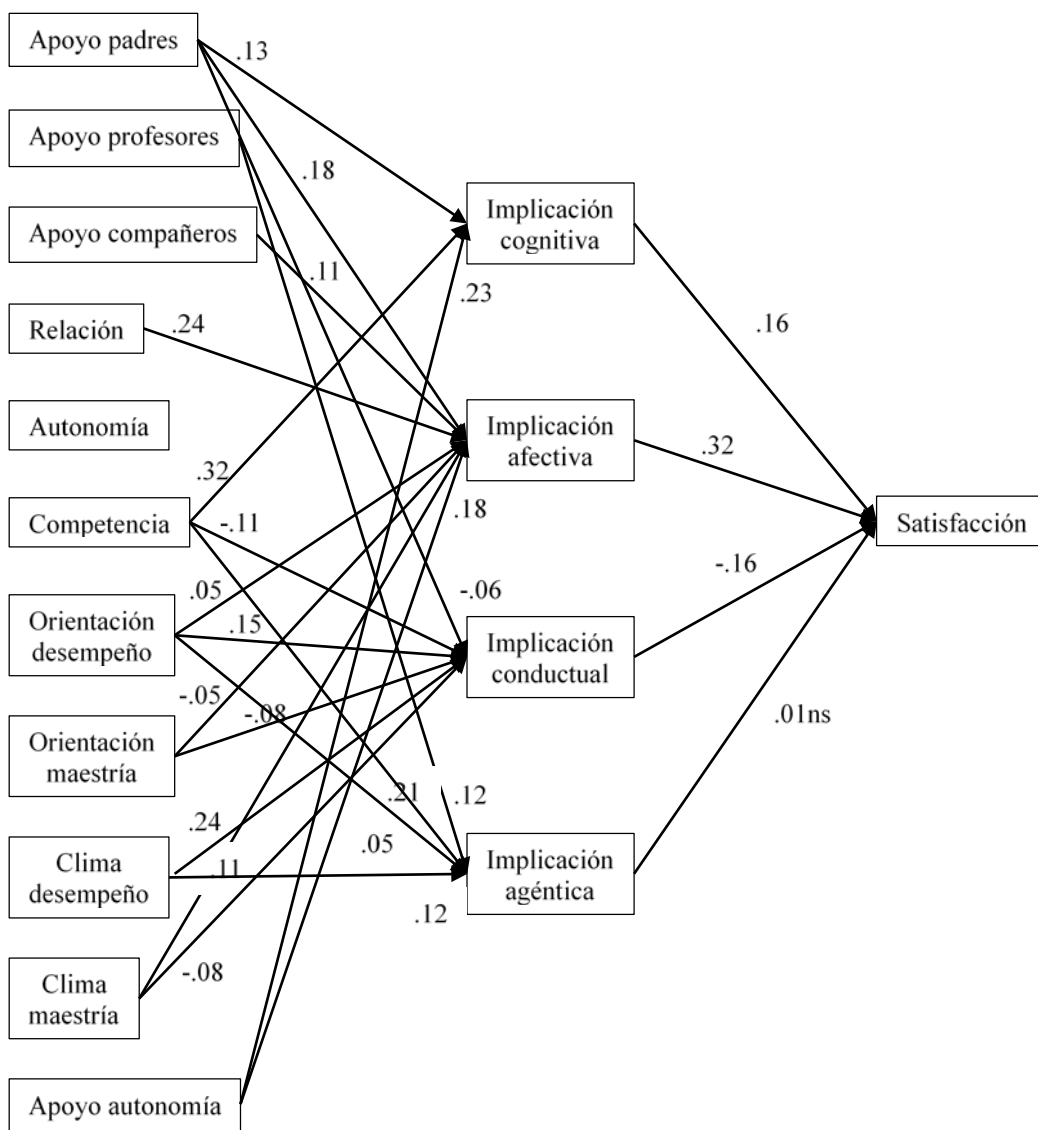 Apoyo padres
.13
Apoyo profesores
.18
Implicación
cognitiva
Apoyo compañeros
.11
.23
Relación
.24
.16
Autonomía
Implicación
afectiva
.32
.32
Competencia
-.11
.18
Satisfacción
-.16
.05
-.06
Orientación
desempeño
.15
Implicación
conductual
-.05
-.08
.01ns
Orientación
maestría
.21
.12
.24
.05
Clima
desempeño
.11
Implicación
agéntica
.12
Clima
maestría
-.08
Apoyo autonomía